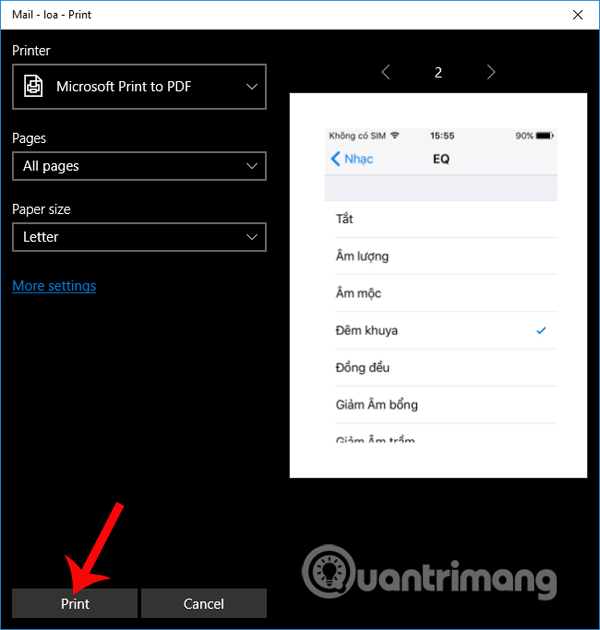 Mail - loa - Print
Printer
Microsoft Print to PDF
Pages
All pages
Paper size
Letter
More settings
Print
Cancel
2
Không có SIM 15:55 90%
Nhạc EQ
Tắt
Âm lượng
Âm mộc
Đêm khuya
Đồng đều
Giảm Âm bổng
Giảm Âm trầm
Quantrimang